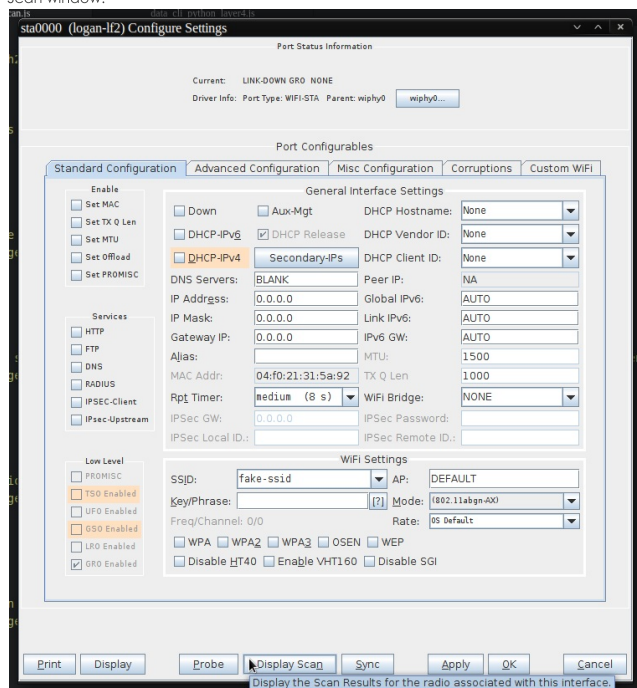 scan window.
can.js data cli python layer4.js
sta0000 (logan-lf2) Configure Settings
Port Status Information
Current: LINK-DOWN GRO NONE
Driver Info: Port Type: WIFI-STA Parent: wiphy0 wiphy0...
Port Configurables
Standard Configuration Advanced Configuration Misc Configuration Corruptions Custom WiFi
Enable
Set MAC
Set TX Q Len
Set MTU
Set Offload
Set PROMISC
Services
HTTP
FTP
DNS
RADIUS
IPSEC-Client
IPsec-Upstream
Low Level
PROMISC
TSO Enabled
UFO Enabled
GSO Enabled
LRO Enabled
GRO Enabled
General Interface Settings
Down Aux-Mgt DHCP Hostname: None
DHCP-IPv6 DHCP Release DHCP Vendor ID: None
DHCP-IPv4 Secondary-IPs DHCP Client ID: None
DNS Servers: BLANK Peer IP: NA
IP Address: 0.0.0.0 Global IPv6: AUTO
IP Mask: 0.0.0.0 Link IPv6: AUTO
Gateway IP: 0.0.0.0 IPv6 GW: AUTO
Alias: MTU: 1500
MAC Addr: 04:f0:21:31:5a:92 TX Q Len 1000
Rpt Timer: medium (8 s) WiFi Bridge: NONE
IPSec GW: 0.0.0.0 IPSec Password:
IPSec Local ID.: IPSec Remote ID.:
WiFi Settings
SSID: fake-ssid AP: DEFAULT
Key/Phrase: [?] Mode: (802.11abgn-AX)
Freq/Channel: 0/0 Rate: OS Default
WPA WPA2 WPA3 OSEN WEP
Disable HT40 Enable VHT160 Disable SGI
Print Display Probe Display Scan Sync Apply OK Cancel
Display the Scan Results for the radio associated with this interface.